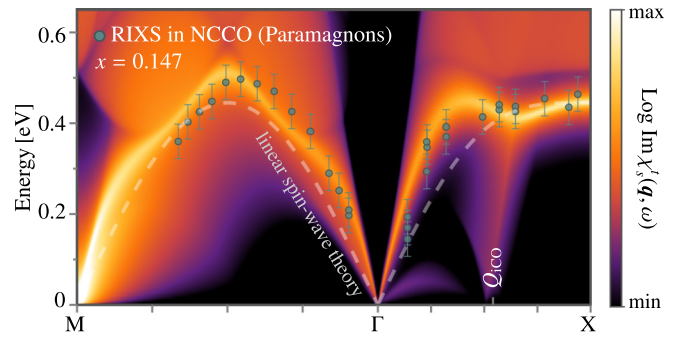 RIXS in NCCO (Paramagnons)
x = 0.147
Energy [eV]
0.6
0.4
0.2
0
linear spin-wave theory
Q_ICO
M
Γ
X
max
Log Im χ_s^t(q, ω)
min